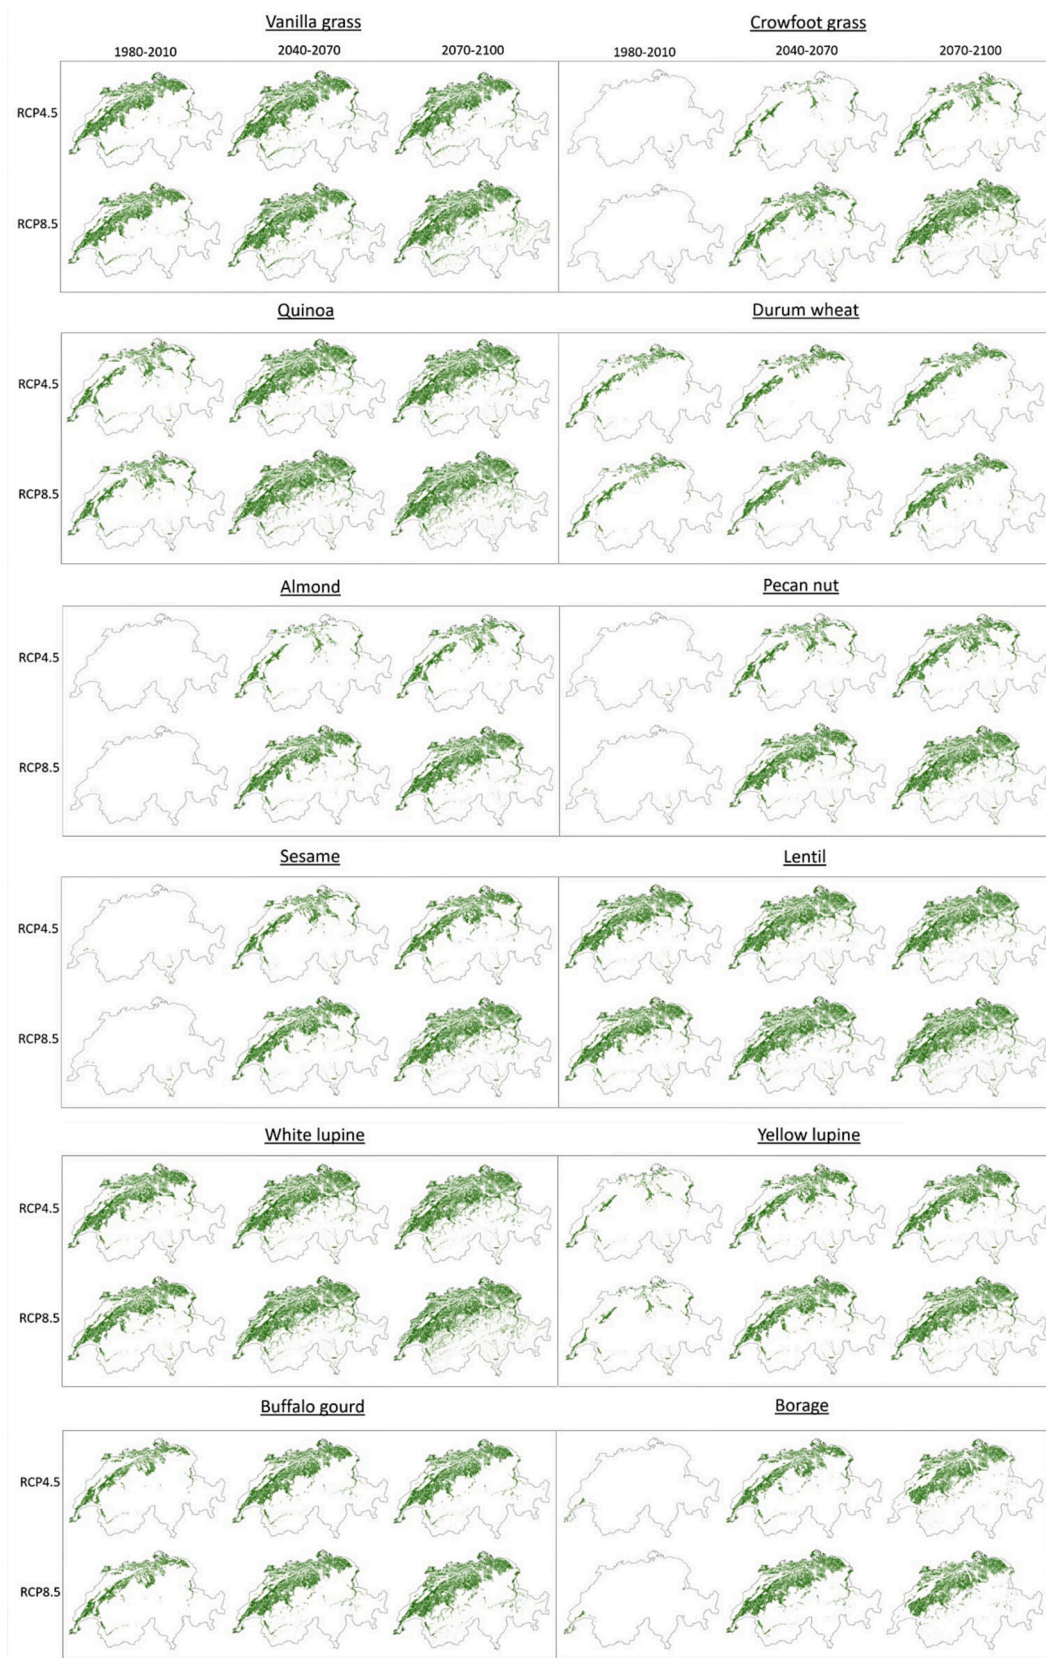 Vanilla grass Crowfoot grass
1980-2010 2040-2070 2070-2100 1980-2010 2040-2070 2070-2100
RCP4.5
RCP8.5
Quinoa Durum wheat
RCP4.5
RCP8.5
Almond Pecan nut
RCP4.5
RCP8.5
Sesame Lentil
RCP4.5
RCP8.5
White lupine Yellow lupine
RCP4.5
RCP8.5
Buffalo gourd Borage
RCP4.5
RCP8.5